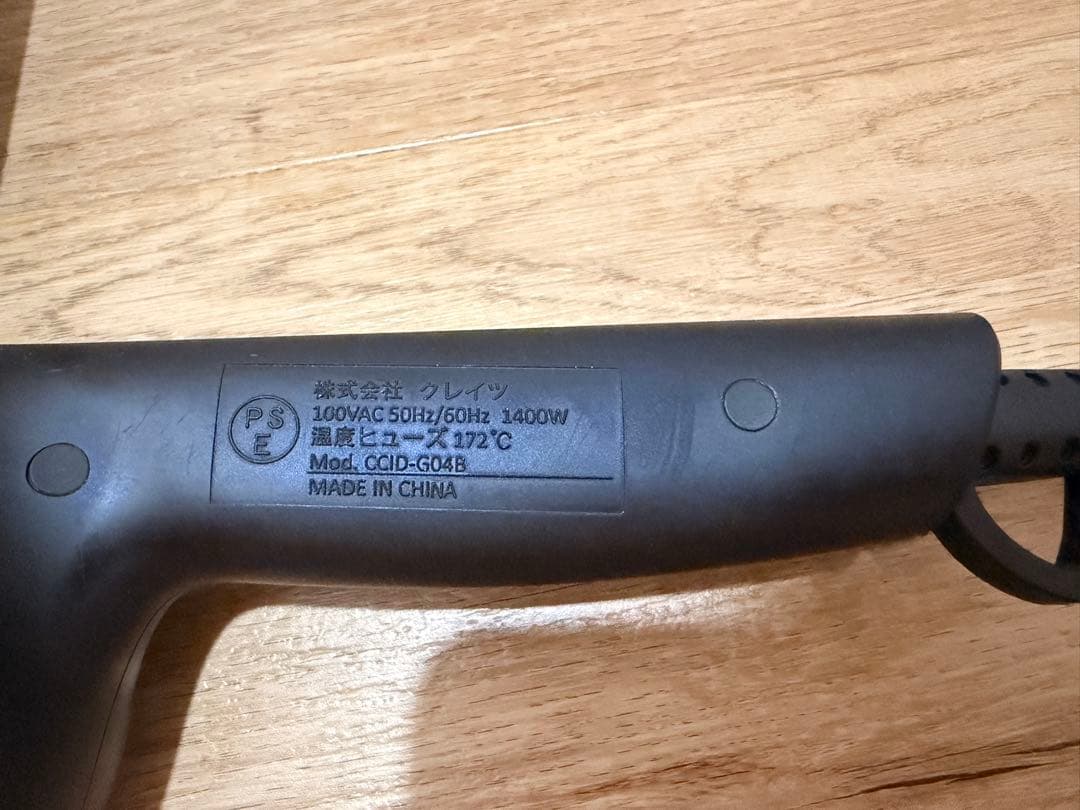 PS
E
株式会社 クレイツ
100VAC 50Hz/60Hz 1400W
温度ヒューズ 172℃
Mod. CCID-G04B
MADE IN CHINA